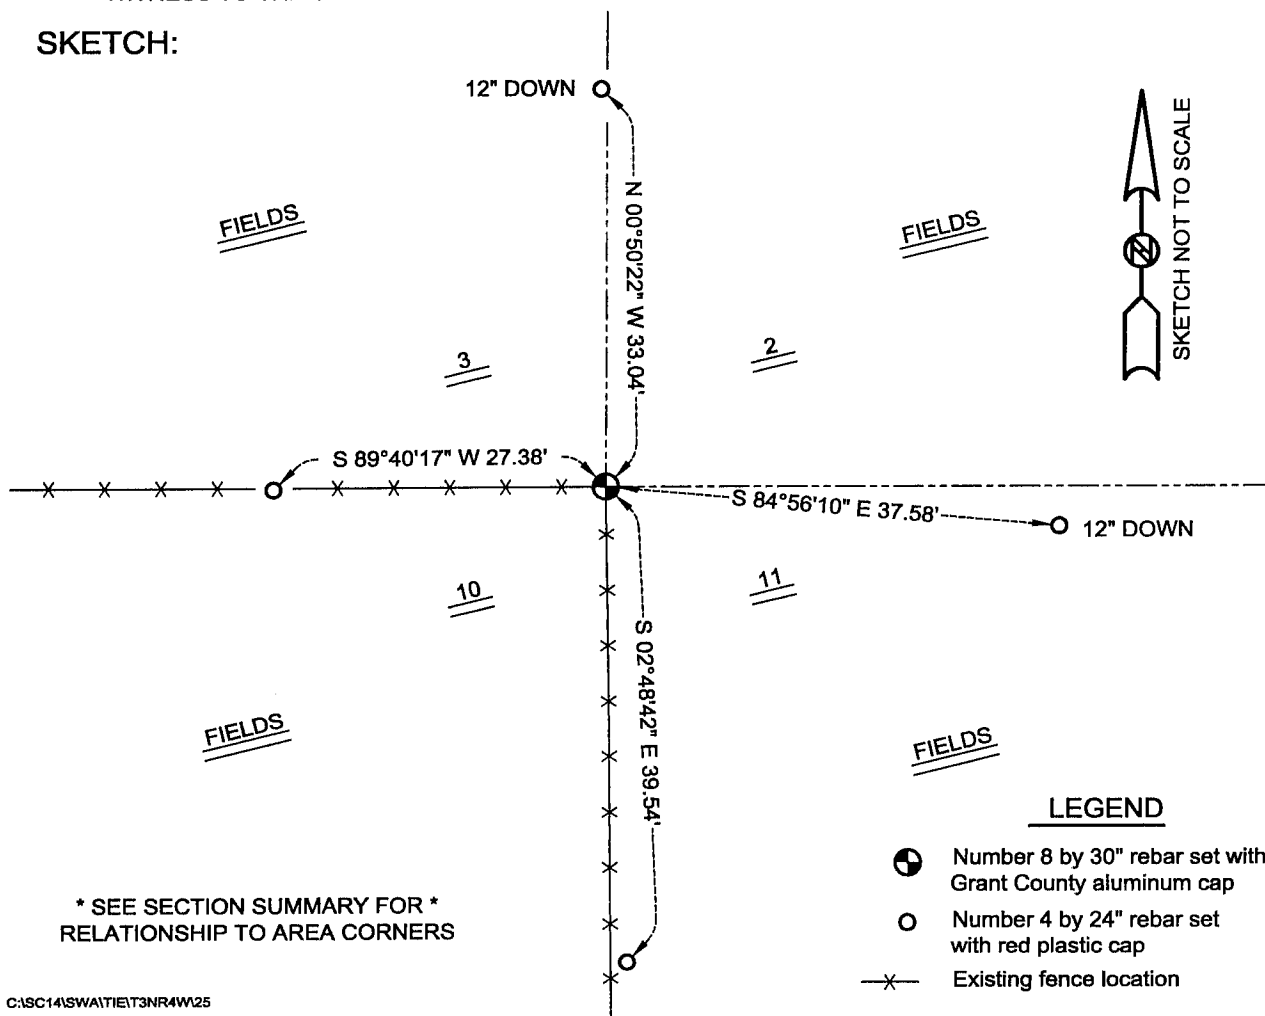 SKETCH:
12" DOWN
N 00°50'22" W 33.04'
FIELDS
FIELDS
SKETCH NOT TO SCALE
N
3
2
S 89°40'17" W 27.38'
S 84°56'10" E 37.58'
12" DOWN
10
11
S 02°48'42" E 39.54'
FIELDS
FIELDS
LEGEND
Number 8 by 30" rebar set with
Grant County aluminum cap
Number 4 by 24" rebar set
with red plastic cap
Existing fence location
* SEE SECTION SUMMARY FOR *
RELATIONSHIP TO AREA CORNERS
C:\SC14\SWA\TIE\T3NR4W\25